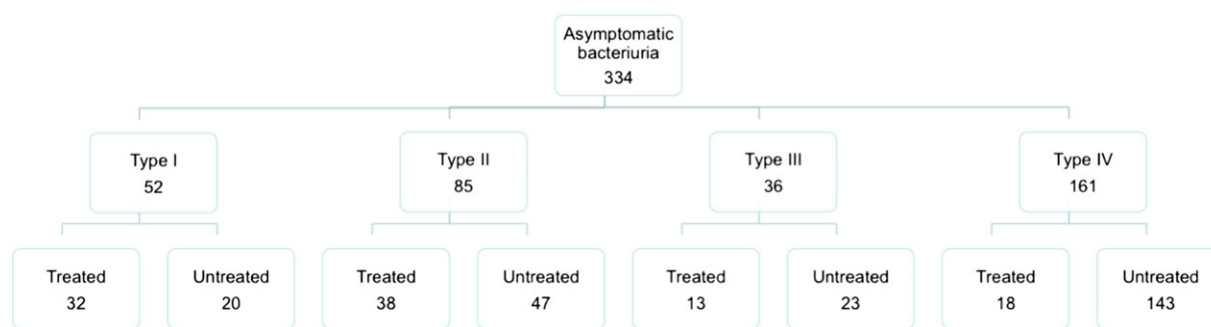 Asymptomatic
bacteriuria
334
Type I
52
Type II
85
Type III
36
Type IV
161
Treated
32
Untreated
20
Treated
38
Untreated
47
Treated
13
Untreated
23
Treated
18
Untreated
143